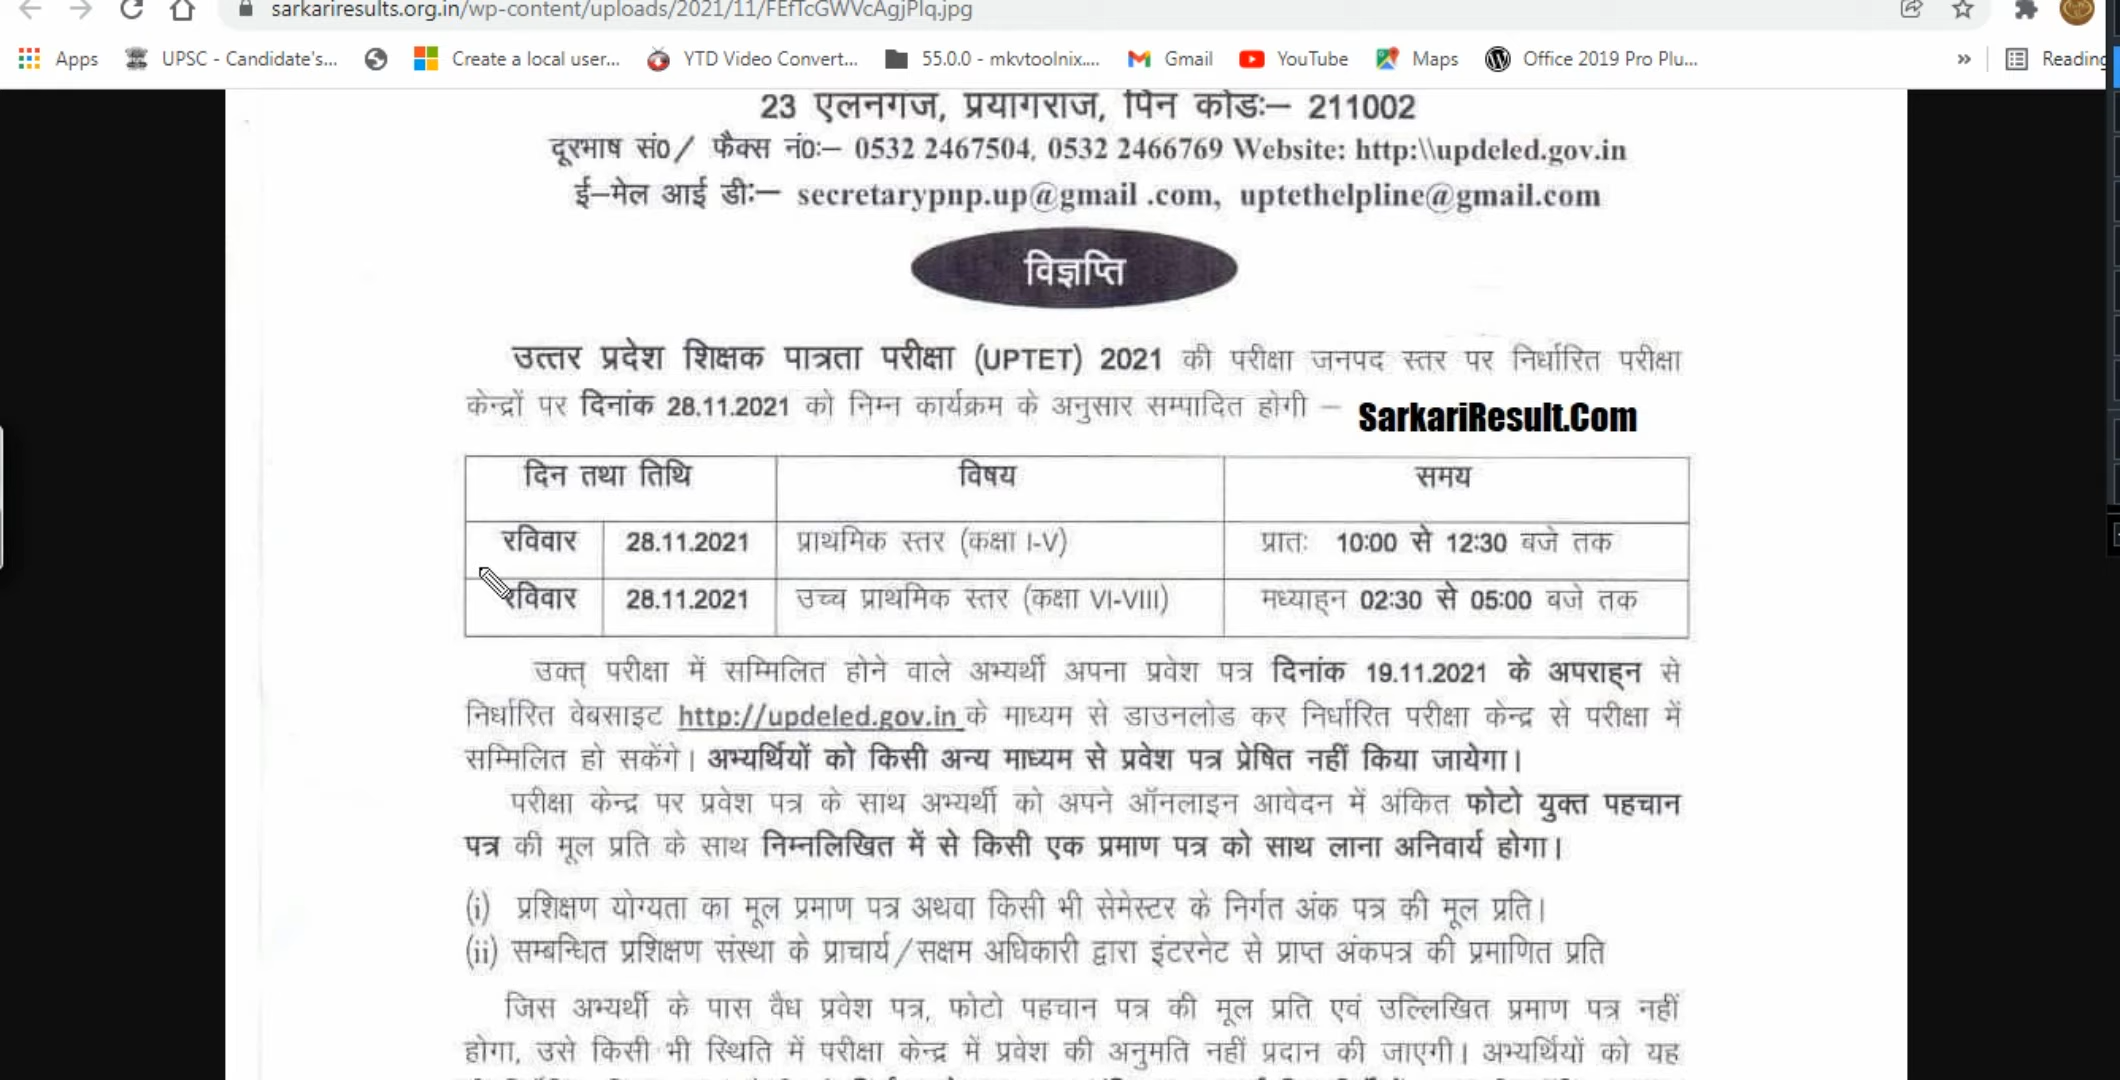 sarkariresults.org.in/wp-content/uploads/2021/11/FEfTcGWVcAgjPlq.jpg
Apps UPSC - Candidate's... Create a local user... YTD Video Convert... 55.0.0 - mkvtoolnix.... Gmail YouTube Maps Office 2019 Pro Plu... » Reading
23 एलनगंज, प्रयागराज, पिन कोडः– 211002
दूरभाष सं0/ फैक्स नं0ः– 0532 2467504, 0532 2466769 Website: http:\\updeled.gov.in
ई–मेल आई डीः– secretarypnp.up@gmail .com, uptethelpline@gmail.com
विज्ञप्ति
उत्तर प्रदेश शिक्षक पात्रता परीक्षा (UPTET) 2021 की परीक्षा जनपद स्तर पर निर्धारित परीक्षा
केन्द्रों पर दिनांक 28.11.2021 को निम्न कार्यक्रम के अनुसार सम्पादित होगी – SarkariResult.Com
दिन तथा तिथि विषय समय
रविवार 28.11.2021 प्राथमिक स्तर (कक्षा I-V) प्रातः 10:00 से 12:30 बजे तक
रविवार 28.11.2021 उच्च प्राथमिक स्तर (कक्षा VI-VIII) मध्याह्न 02:30 से 05:00 बजे तक
उक्त् परीक्षा में सम्मिलित होने वाले अभ्यर्थी अपना प्रवेश पत्र दिनांक 19.11.2021 के अपराह्न से
निर्धारित वेबसाइट http://updeled.gov.in के माध्यम से डाउनलोड कर निर्धारित परीक्षा केन्द्र से परीक्षा में
सम्मिलित हो सकेंगे। अभ्यर्थियों को किसी अन्य माध्यम से प्रवेश पत्र प्रेषित नहीं किया जायेगा।
परीक्षा केन्द्र पर प्रवेश पत्र के साथ अभ्यर्थी को अपने ऑनलाइन आवेदन में अंकित फोटो युक्त पहचान
पत्र की मूल प्रति के साथ निम्नलिखित में से किसी एक प्रमाण पत्र को साथ लाना अनिवार्य होगा।
(i) प्रशिक्षण योग्यता का मूल प्रमाण पत्र अथवा किसी भी सेमेस्टर के निर्गत अंक पत्र की मूल प्रति।
(ii) सम्बन्धित प्रशिक्षण संस्था के प्राचार्य/सक्षम अधिकारी द्वारा इंटरनेट से प्राप्त अंकपत्र की प्रमाणित प्रति
जिस अभ्यर्थी के पास वैध प्रवेश पत्र, फोटो पहचान पत्र की मूल प्रति एवं उल्लिखित प्रमाण पत्र नहीं
होगा, उसे किसी भी स्थिति में परीक्षा केन्द्र में प्रवेश की अनुमति नहीं प्रदान की जाएगी। अभ्यर्थियों को यह